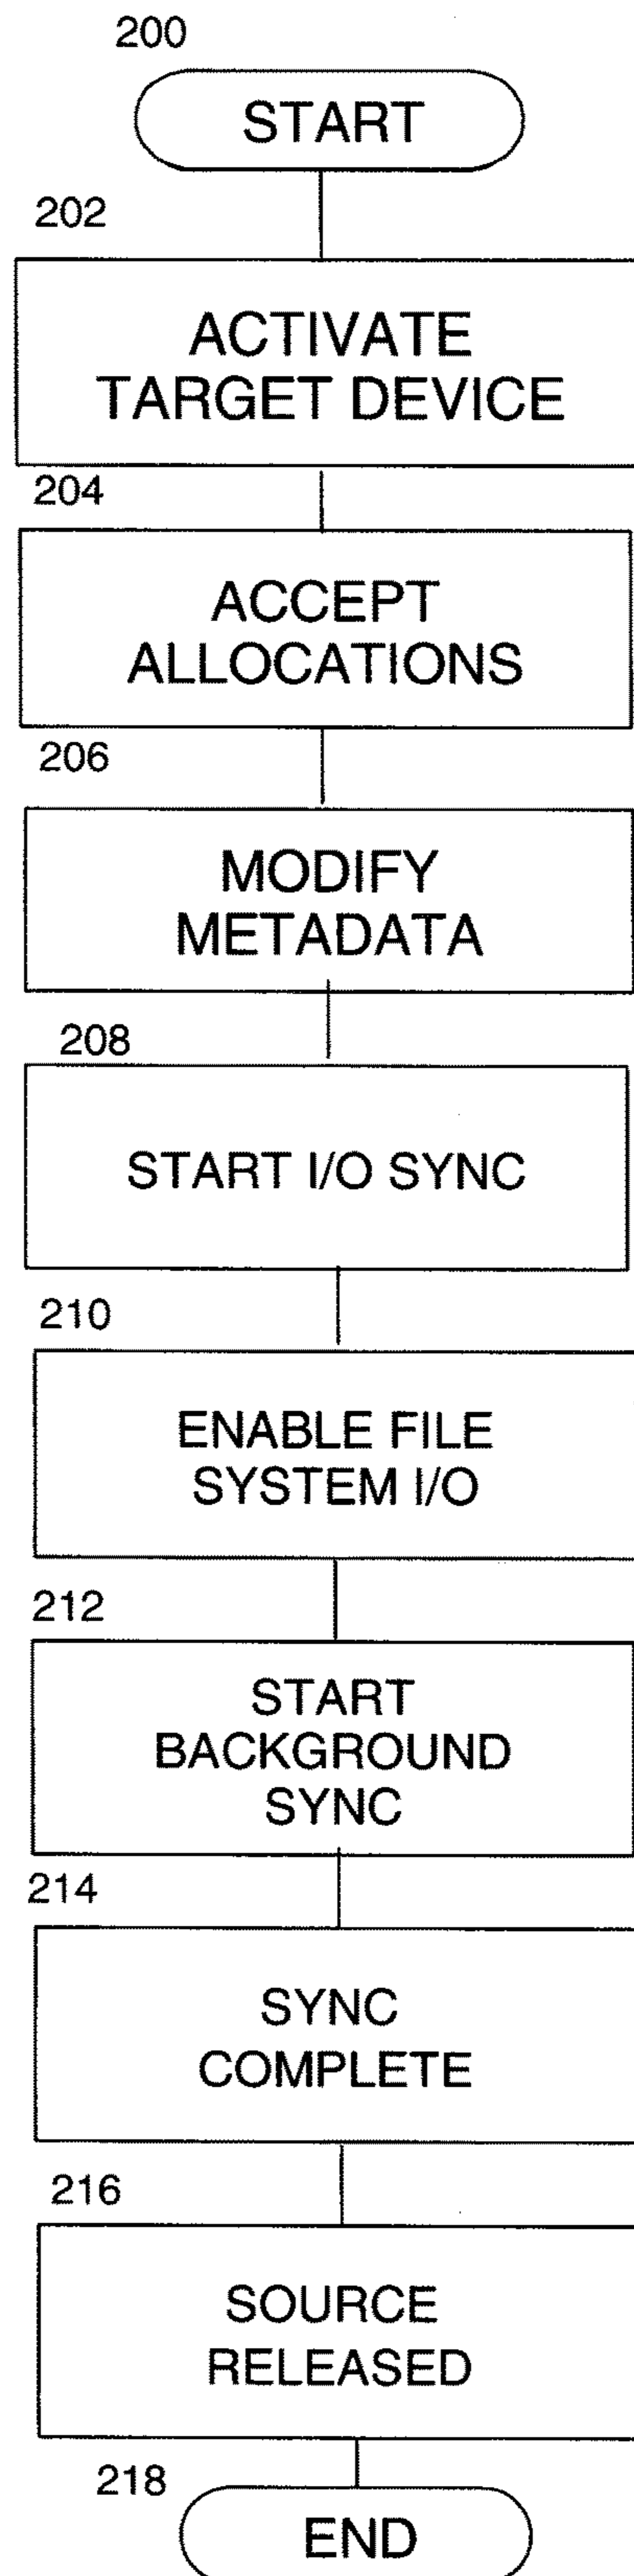 200
START
202
ACTIVATE
TARGET DEVICE
204
ACCEPT
ALLOCATIONS
206
MODIFY
METADATA
208
START I/O SYNC
210
ENABLE FILE
SYSTEM I/O
212
START
BACKGROUND
SYNC
214
SYNC
COMPLETE
216
SOURCE
RELEASED
218
END